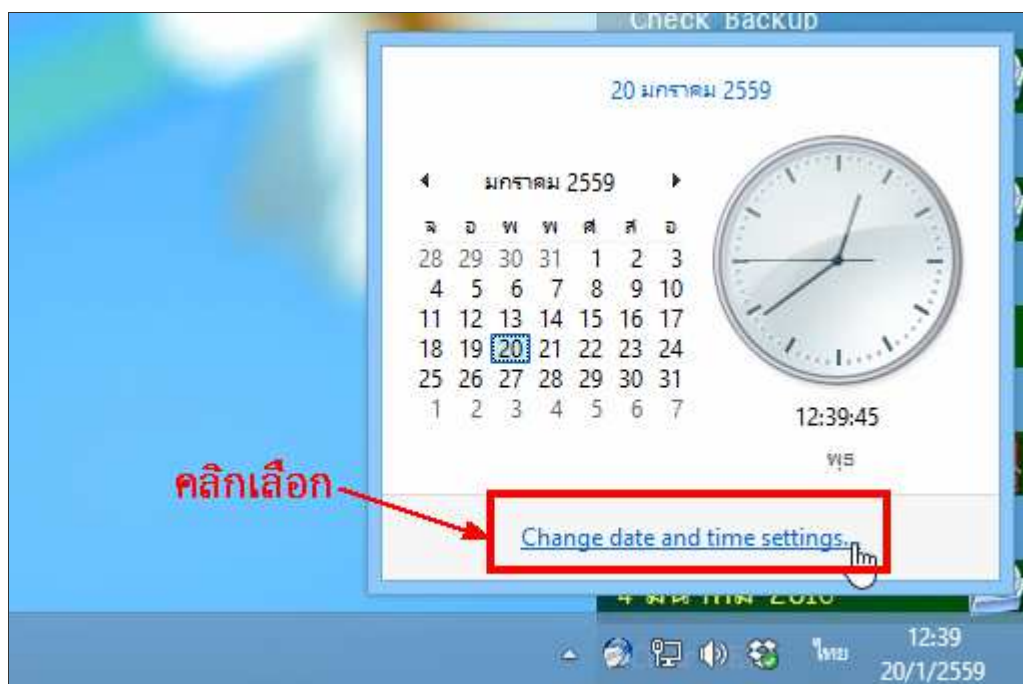 Check Backup
20 มกราคม 2559
มกราคม 2559
จ อ พ พ ศ ส อ
28 29 30 31 1 2 3
4 5 6 7 8 9 10
11 12 13 14 15 16 17
18 19 20 21 22 23 24
25 26 27 28 29 30 31
1 2 3 4 5 6 7
12:39:45
พุธ
คลิกเลือก
Change date and time settings...
ไทย
12:39
20/1/2559